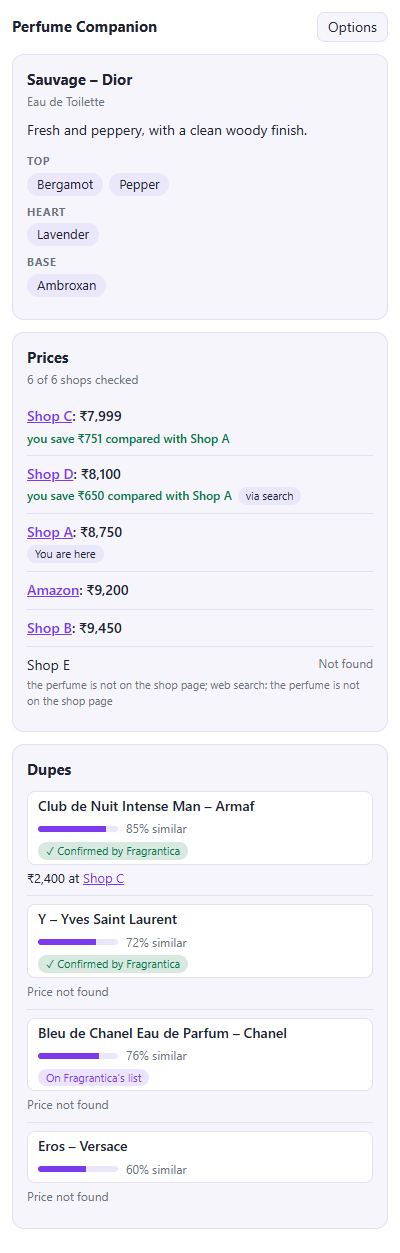 Perfume Companion
Options
Sauvage – Dior
Eau de Toilette
Fresh and peppery, with a clean woody finish.
TOP
Bergamot Pepper
HEART
Lavender
BASE
Ambroxan
Prices
6 of 6 shops checked
Shop C: ₹7,999
you save ₹751 compared with Shop A
Shop D: ₹8,100
you save ₹650 compared with Shop A via search
Shop A: ₹8,750
You are here
Amazon: ₹9,200
Shop B: ₹9,450
Shop E Not found
the perfume is not on the shop page; web search: the perfume is not
on the shop page
Dupes
Club de Nuit Intense Man – Armaf
85% similar
✓ Confirmed by Fragrantica
₹2,400 at Shop C
Y – Yves Saint Laurent
72% similar
✓ Confirmed by Fragrantica
Price not found
Bleu de Chanel Eau de Parfum – Chanel
76% similar
On Fragrantica's list
Price not found
Eros – Versace
60% similar
Price not found